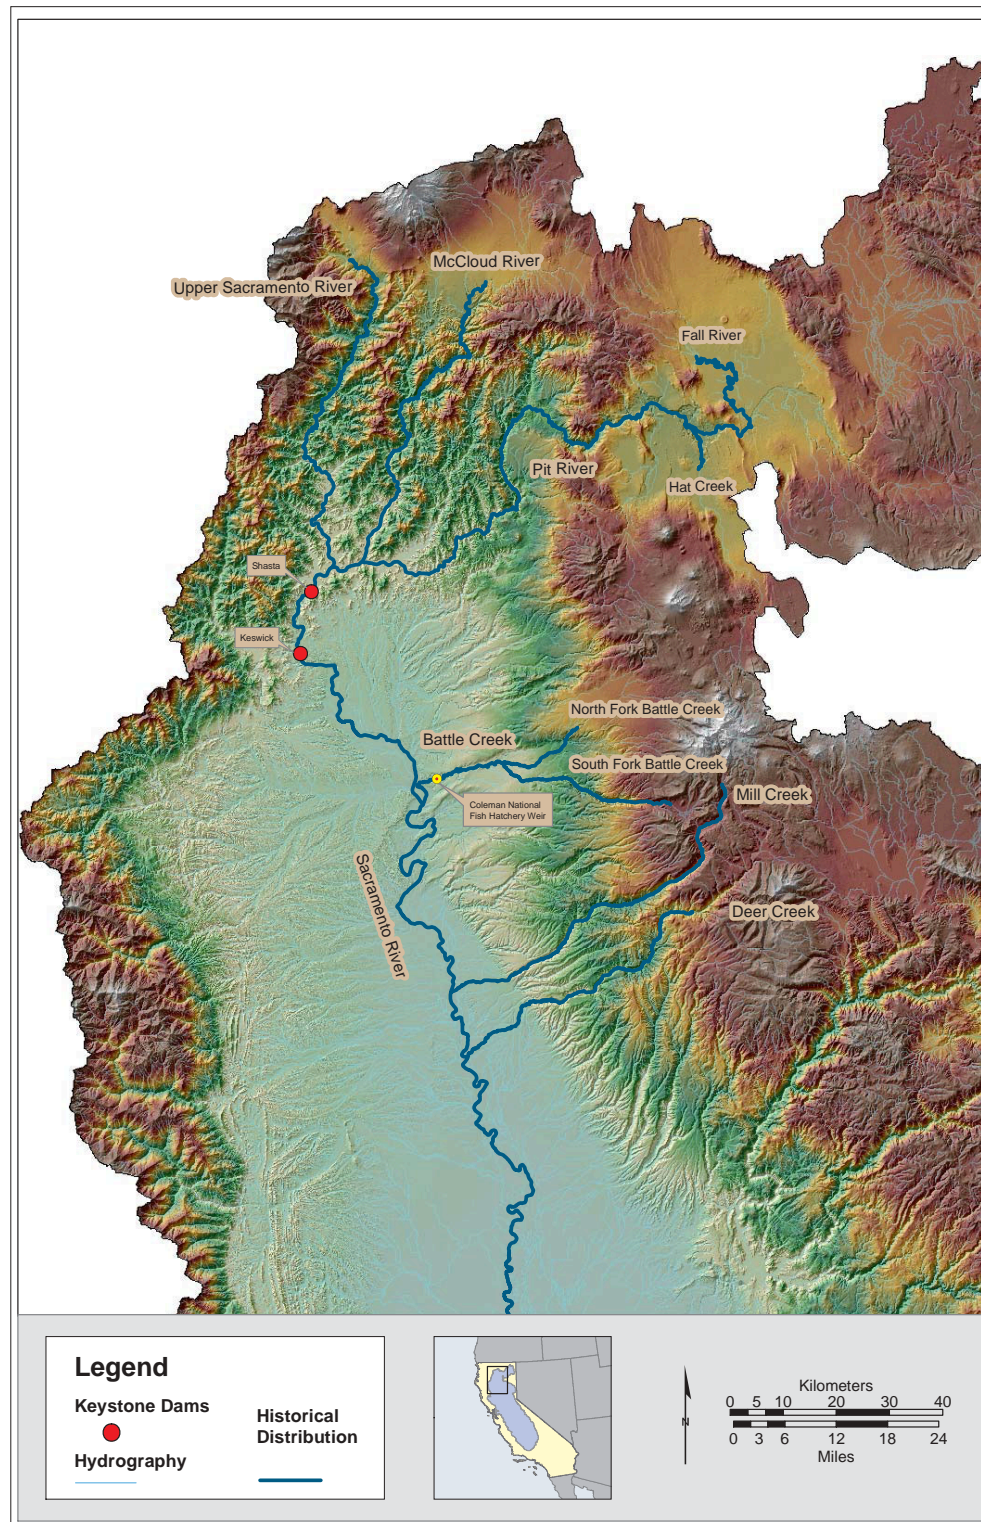 McCloud River
Upper Sacramento River
Fall River
Pit River
Hat Creek
Shasta
Keswick
North Fork Battle Creek
Battle Creek
South Fork Battle Creek
Mill Creek
Coleman National
Fish Hatchery Weir
Sacramento River
Deer Creek
Legend
Keystone Dams
Historical
Distribution
Hydrography
N
Kilometers
0 5 10 20 30 40
0 3 6 12 18 24
Miles